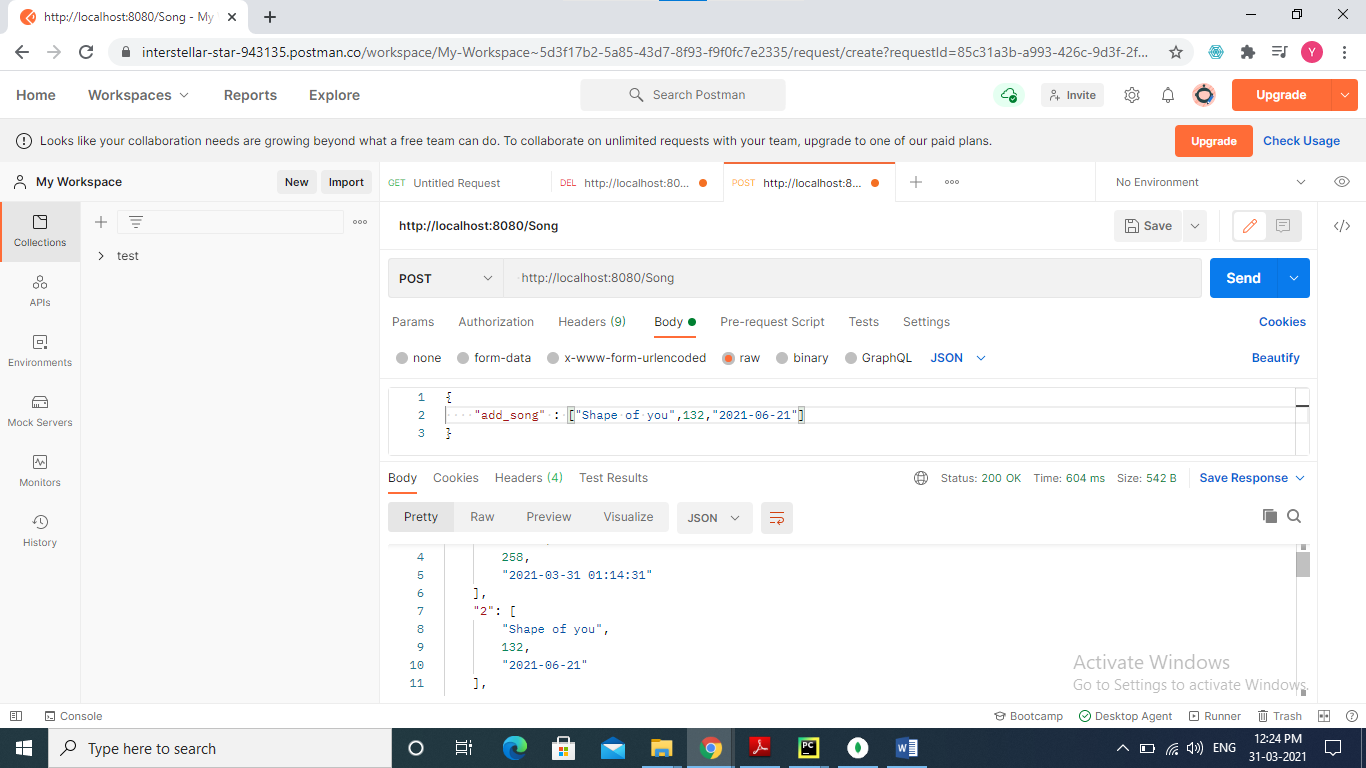 http://localhost:8080/Song - My
interstellar-star-943135.postman.co/workspace/My-Workspace~5d3f17b2-5a85-43d7-8f93-f9f0fc7e2335/request/create?requestId=85c31a3b-a993-426c-9d3f-2f...
Y
Home Workspaces Reports Explore Search Postman Invite Upgrade
Looks like your collaboration needs are growing beyond what a free team can do. To collaborate on unlimited requests with your team, upgrade to one of our paid plans. Upgrade Check Usage
My Workspace New Import GET Untitled Request DEL http://localhost:80... POST http://localhost:8... No Environment
Collections
test
APIs
Environments
Mock Servers
Monitors
History
http://localhost:8080/Song Save
POST http://localhost:8080/Song Send
Params Authorization Headers (9) Body Pre-request Script Tests Settings Cookies
none form-data x-www-form-urlencoded raw binary GraphQL JSON Beautify
1 {
2 "add_song" : ["Shape of you",132,"2021-06-21"]
3 }
Body Cookies Headers (4) Test Results Status: 200 OK Time: 604 ms Size: 542 B Save Response
Pretty Raw Preview Visualize JSON
4 258,
5 "2021-03-31 01:14:31"
6 ],
7 "2": [
8 "Shape of you",
9 132,
10 "2021-06-21"
11 ],
Activate Windows
Go to Settings to activate Windows.
Console Bootcamp Desktop Agent Runner Trash
Type here to search PC W ENG 12:24 PM
31-03-2021